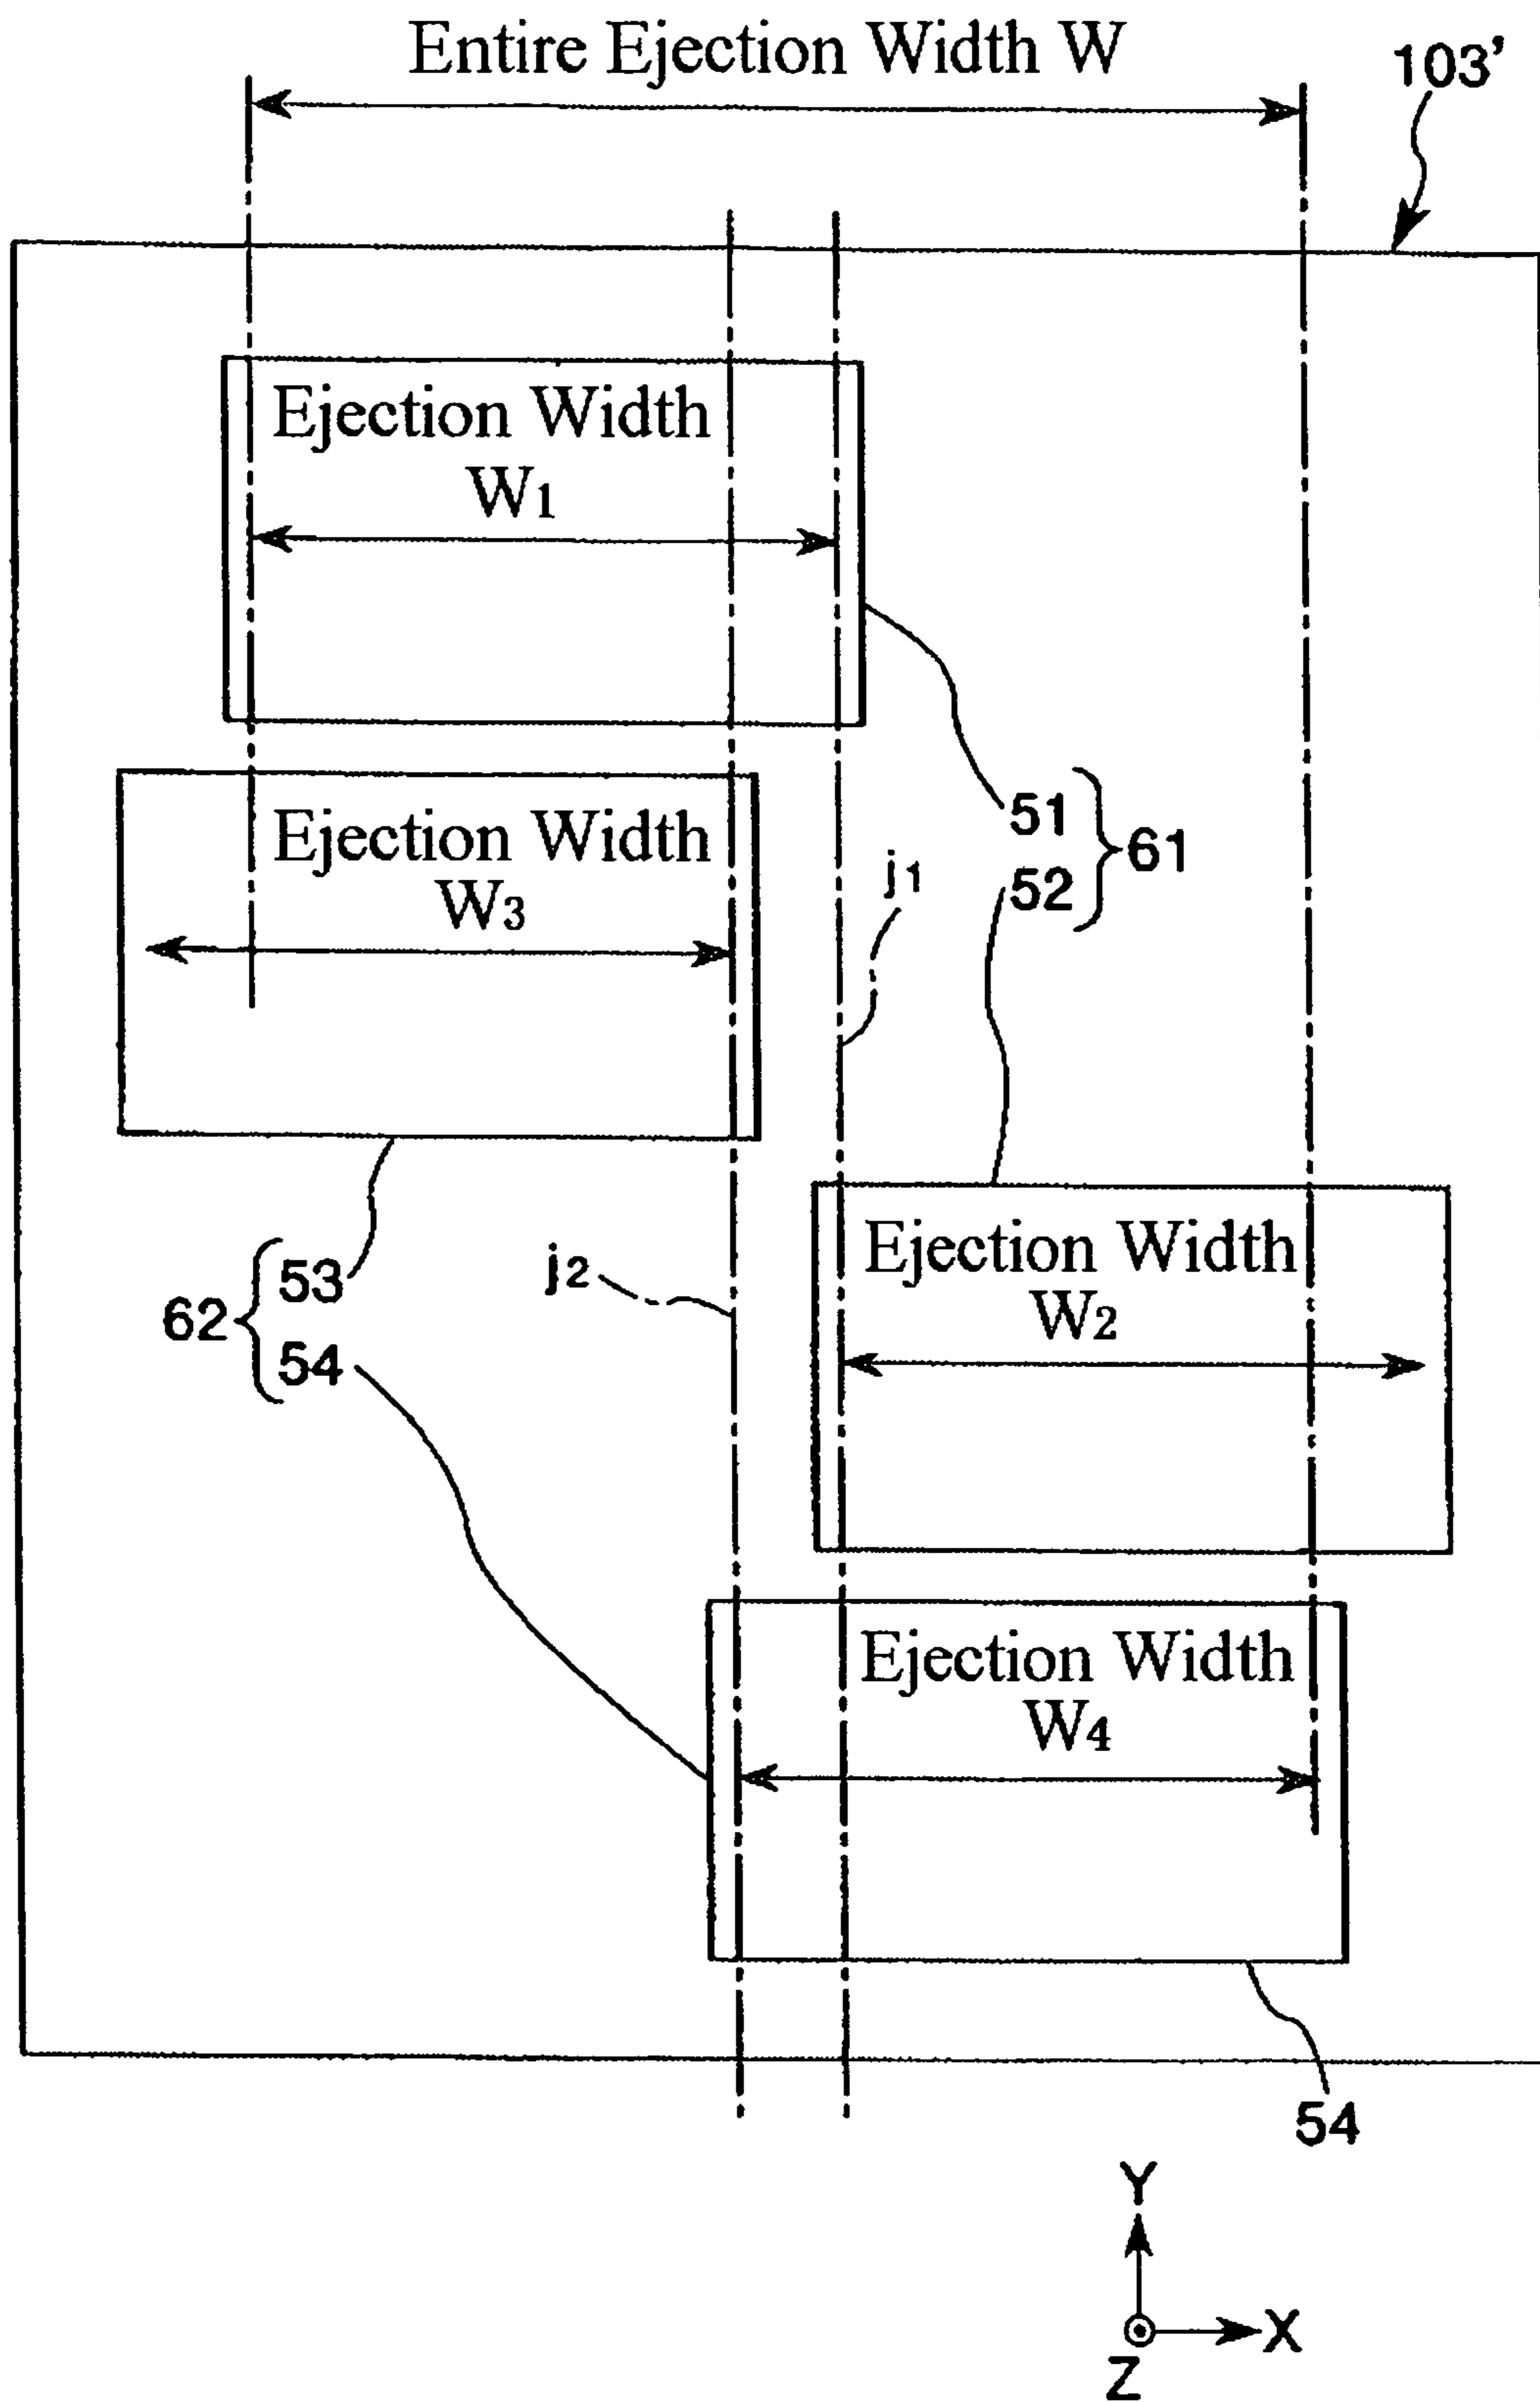 Entire Ejection Width W
103'
Ejection Width
W1
Ejection Width
W3
51
52
61
j1
Ejection Width
W2
62
53
54
j2
Ejection Width
W4
54
Y
X
Z